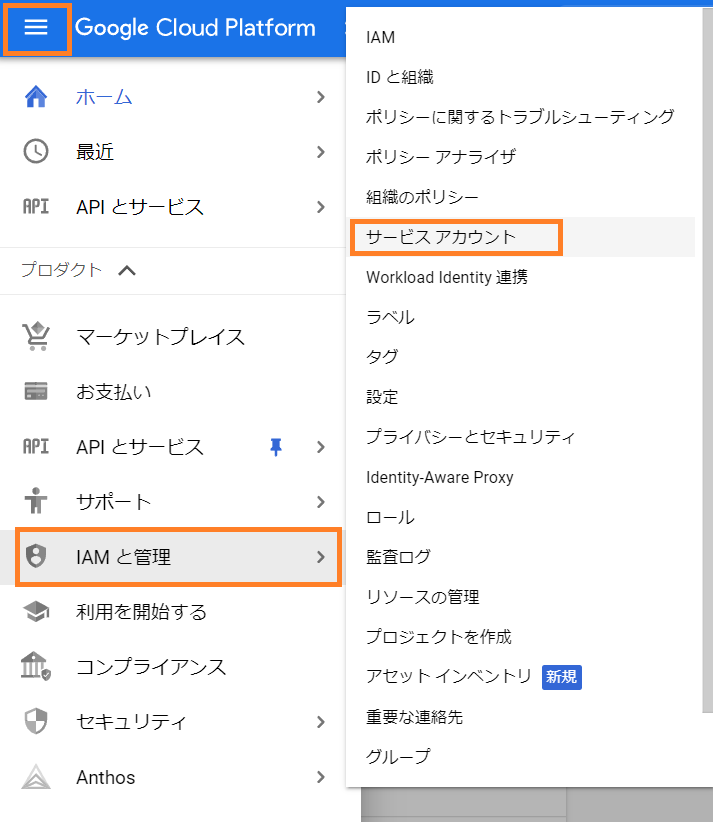 Google Cloud Platform
ホーム
最近
API API とサービス
プロダクト
マーケットプレイス
お支払い
API API とサービス
サポート
IAM と管理
利用を開始する
コンプライアンス
セキュリティ
Anthos
IAM
ID と組織
ポリシーに関するトラブルシューティング
ポリシー アナライザ
組織のポリシー
サービス アカウント
Workload Identity 連携
ラベル
タグ
設定
プライバシーとセキュリティ
Identity-Aware Proxy
ロール
監査ログ
リソースの管理
プロジェクトを作成
アセット インベントリ 新規
重要な連絡先
グループ